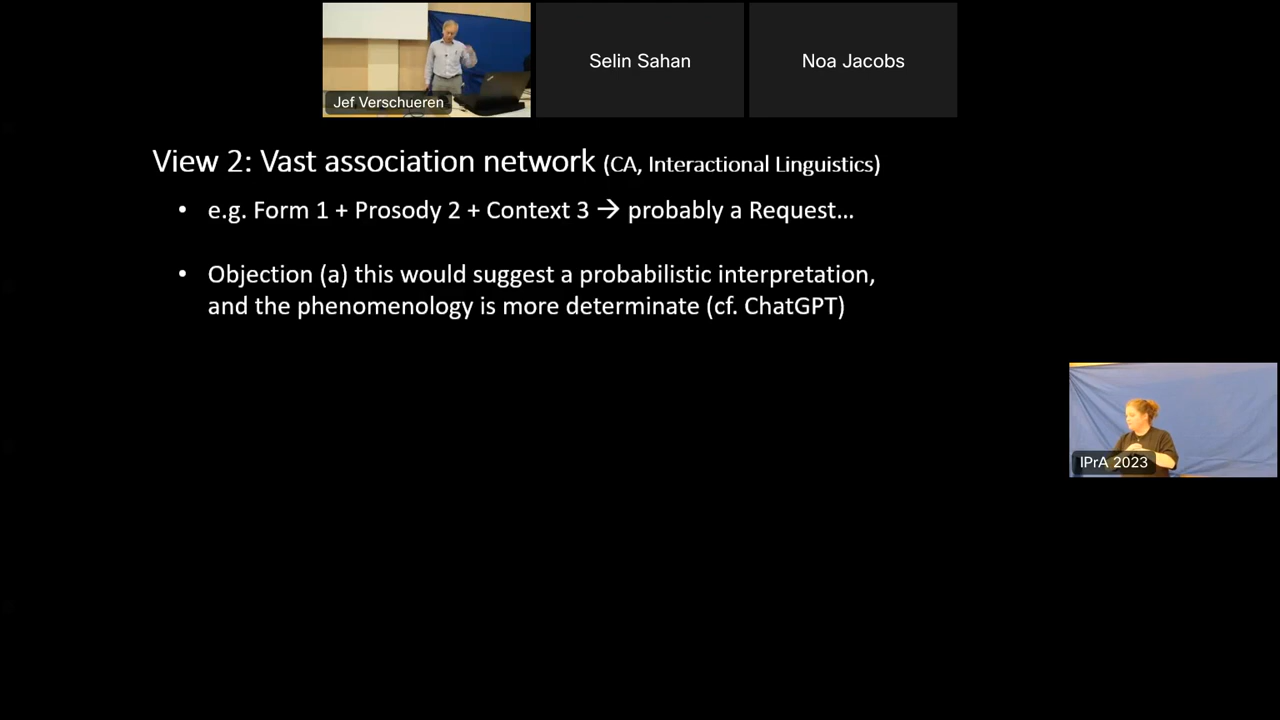 Jef Verschueren
Selin Sahan
Noa Jacobs
View 2: Vast association network (CA, Interactional Linguistics)
• e.g. Form 1 + Prosody 2 + Context 3 → probably a Request…
• Objection (a) this would suggest a probabilistic interpretation,
and the phenomenology is more determinate (cf. ChatGPT)
IPrA 2023